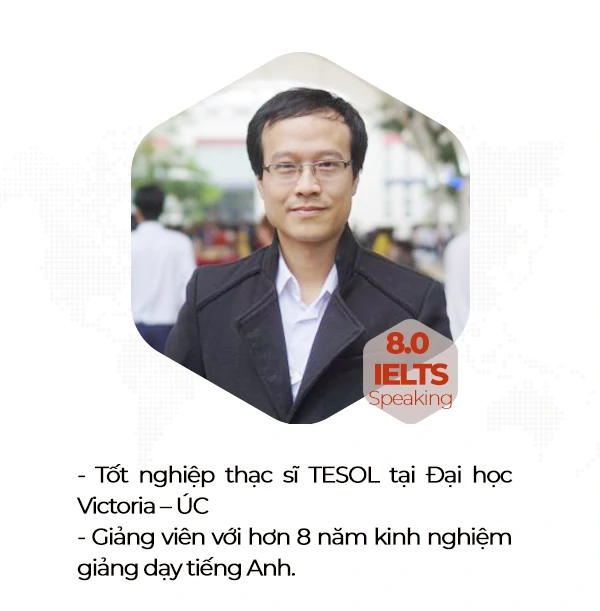 8.0
IELTS
Speaking
- Tốt nghiệp thạc sĩ TESOL tại Đại học
Victoria – ÚC
- Giảng viên với hơn 8 năm kinh nghiệm
giảng dạy tiếng Anh.